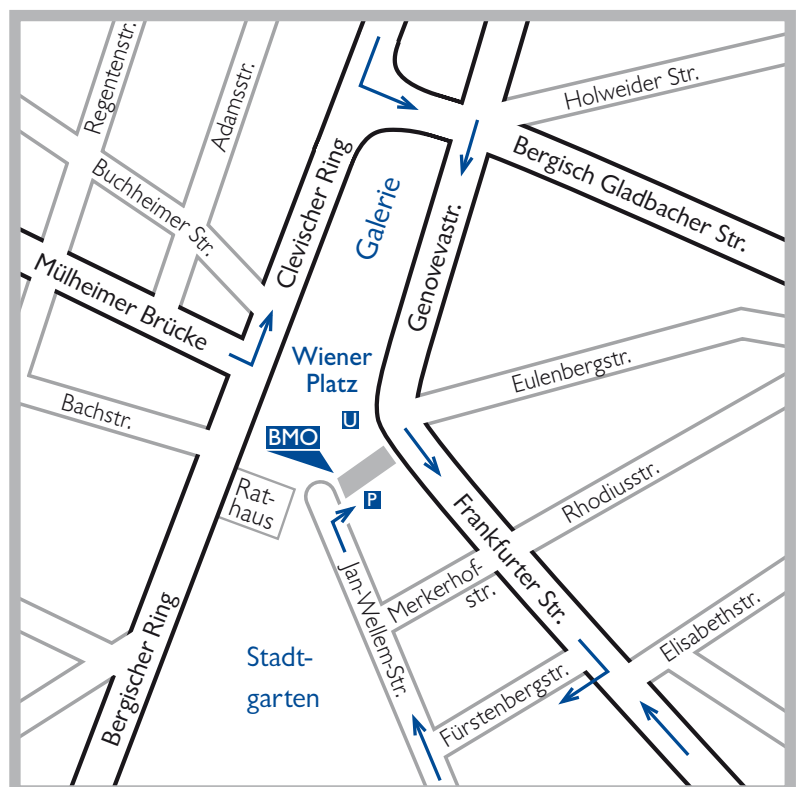 Regentenstr.
Adamsstr.
Holweider Str.
Buchheimer Str.
Clevischer Ring
Galerie
Bergisch Gladbacher Str.
Genovevastr.
Mülheimer Brücke
Wiener
Platz
Eulenbergstr.
Bachstr.
U
BMO
P
Rat-
haus
Rhodiusstr.
Frankfurter Str.
Merkerhof-
str.
Jan-Wellem-Str.
Elisabethstr.
Bergischer Ring
Stadt-
garten
Fürstenbergstr.